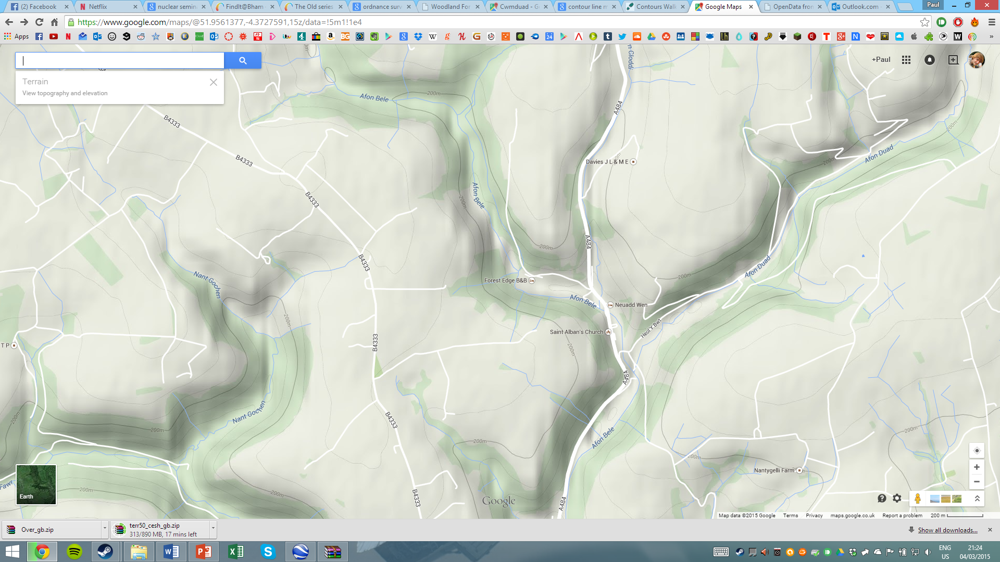 (2) Facebook
Netflix
nuclear semin
FindIt@Bham -
The Old series
ordnance surv
Woodland Fo
Cwmduad - G
contour line m
Contours Walk
Google Maps
OpenData from
Outlook.com -
Paul
https://www.google.com/maps/@51.9561377,-4.3727591,15z/data=!5m1!1e4
Apps
Terrain
View topography and elevation
+Paul
Afon Bele
200m
A484
n Cloddi
B4333
B4333
Davies J L & M E
200m
Afon Duad
200m
200m
Afon Bele
200m
B4333
A484
200m
B4333
Nant Gochen
Forest Edge B&B
Afon Bele
Neuadd Wen
200m
Afon Duad
200m
Saint Alban's Church
Heol Y Bwt
200m
B4333
T P
A484
Nant Gochen
B4333
200m
200m
200m
Afon Bele
200m
200m
Nantygelli Farm
Fawr
200m
200m
B4333
A484
Earth
Google
Map data ©2015 Google
Terms
Privacy
maps.google.co.uk
Report a problem
200 m
Over_gb.zip
terr50_cesh_gb.zip
313/890 MB, 17 mins left
Show all downloads...
ENG
US
21:24
04/03/2015